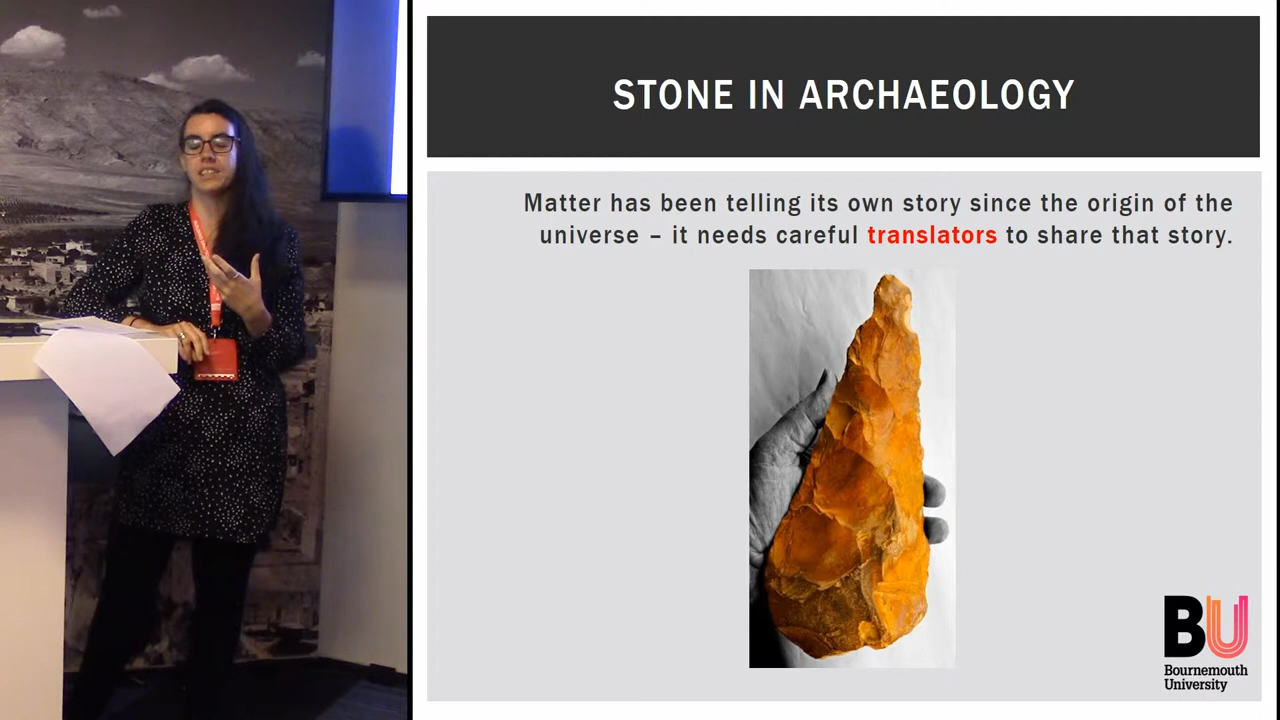 STONE IN ARCHAEOLOGY
Matter has been telling its own story since the origin of the
universe – it needs careful translators to share that story.
BU
Bournemouth
University